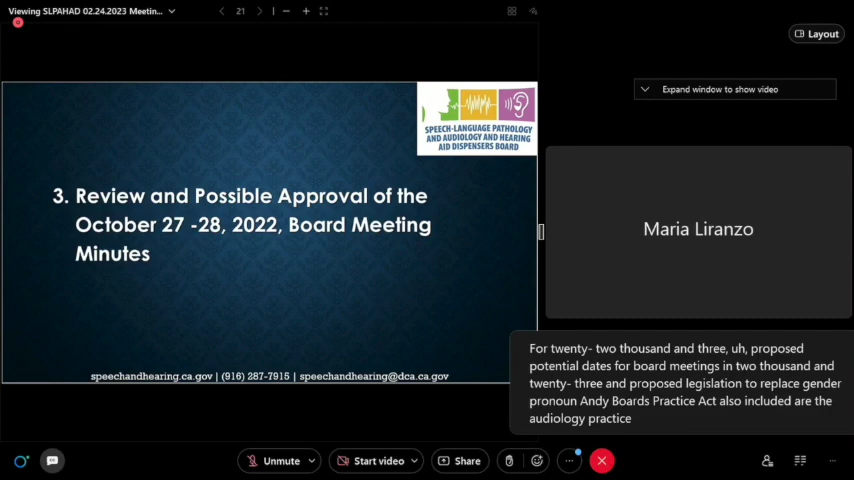 Viewing SLPAHAD 02.24.2023 Meetin...
21
Layout
Expand window to show video
SPEECH-LANGUAGE PATHOLOGY
AND AUDIOLOGY AND HEARING
AID DISPENSERS BOARD
3. Review and Possible Approval of the
October 27 -28, 2022, Board Meeting
Minutes
speechandhearing.ca.gov | (916) 287-7915 | speechandhearing@dca.ca.gov
Maria Liranzo
For twenty- two thousand and three, uh, proposed
potential dates for board meetings in two thousand and
twenty- three and proposed legislation to replace gender
pronoun Andy Boards Practice Act also included are the
audiology practice
Unmute
Start video
Share